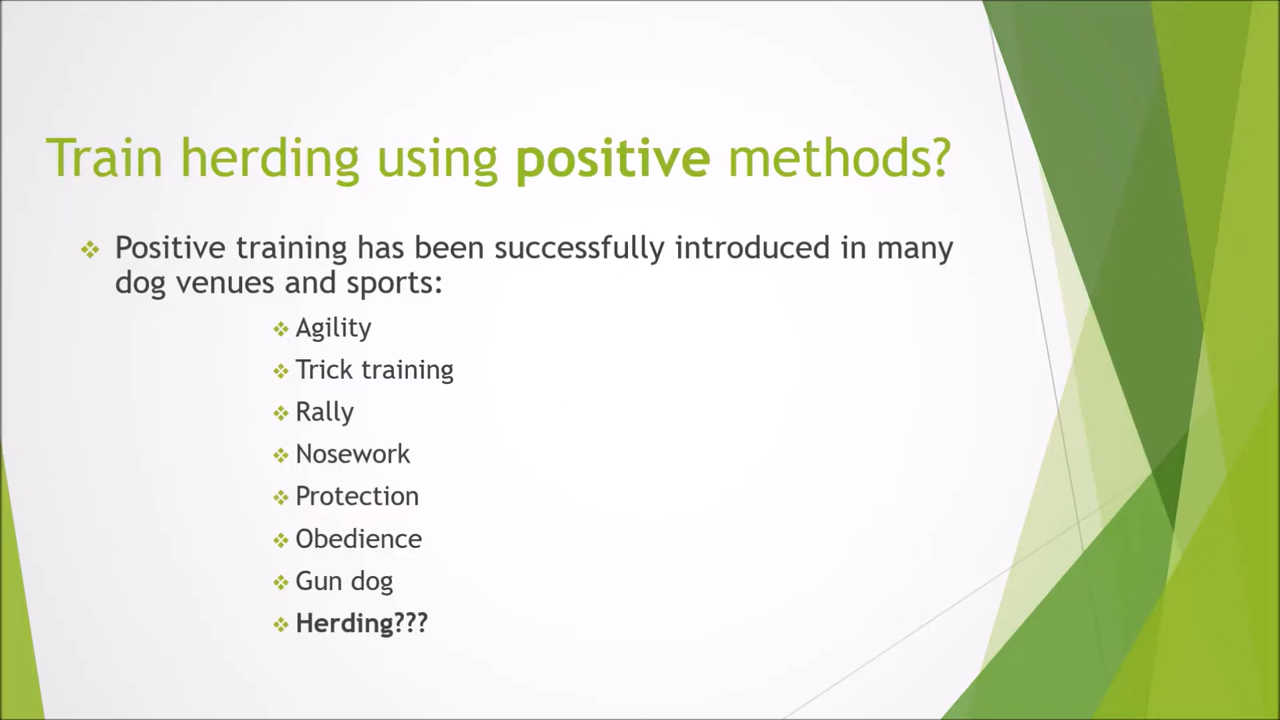 Train herding using positive methods?
Positive training has been successfully introduced in many
dog venues and sports:
Agility
Trick training
Rally
Nosework
Protection
Obedience
Gun dog
Herding???